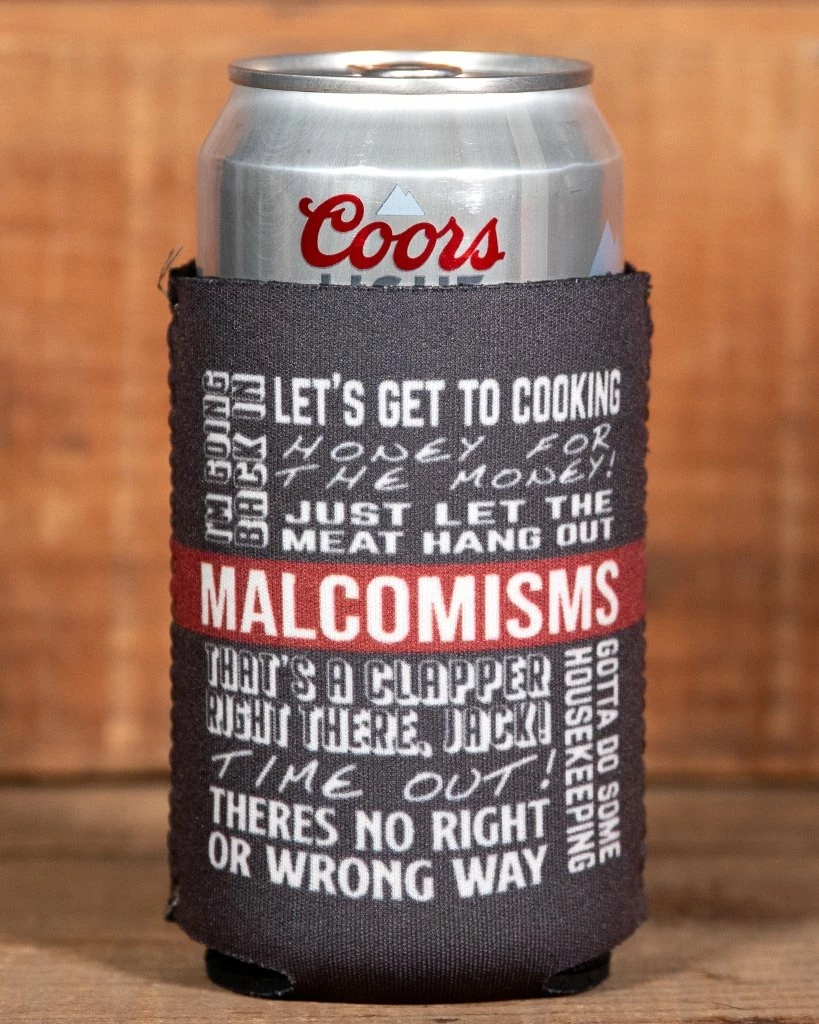 Coors
LIGHT
I'M GOING
BACK IN
LET'S GET TO COOKING
HONEY FOR
THE MONEY!
JUST LET THE
MEAT HANG OUT
MALCOMISMS
THAT'S A CLAPPER
RIGHT THERE, JACK!
TIME OUT!
THERES NO RIGHT
OR WRONG WAY
GOTTA DO SOME
HOUSEKEEPING